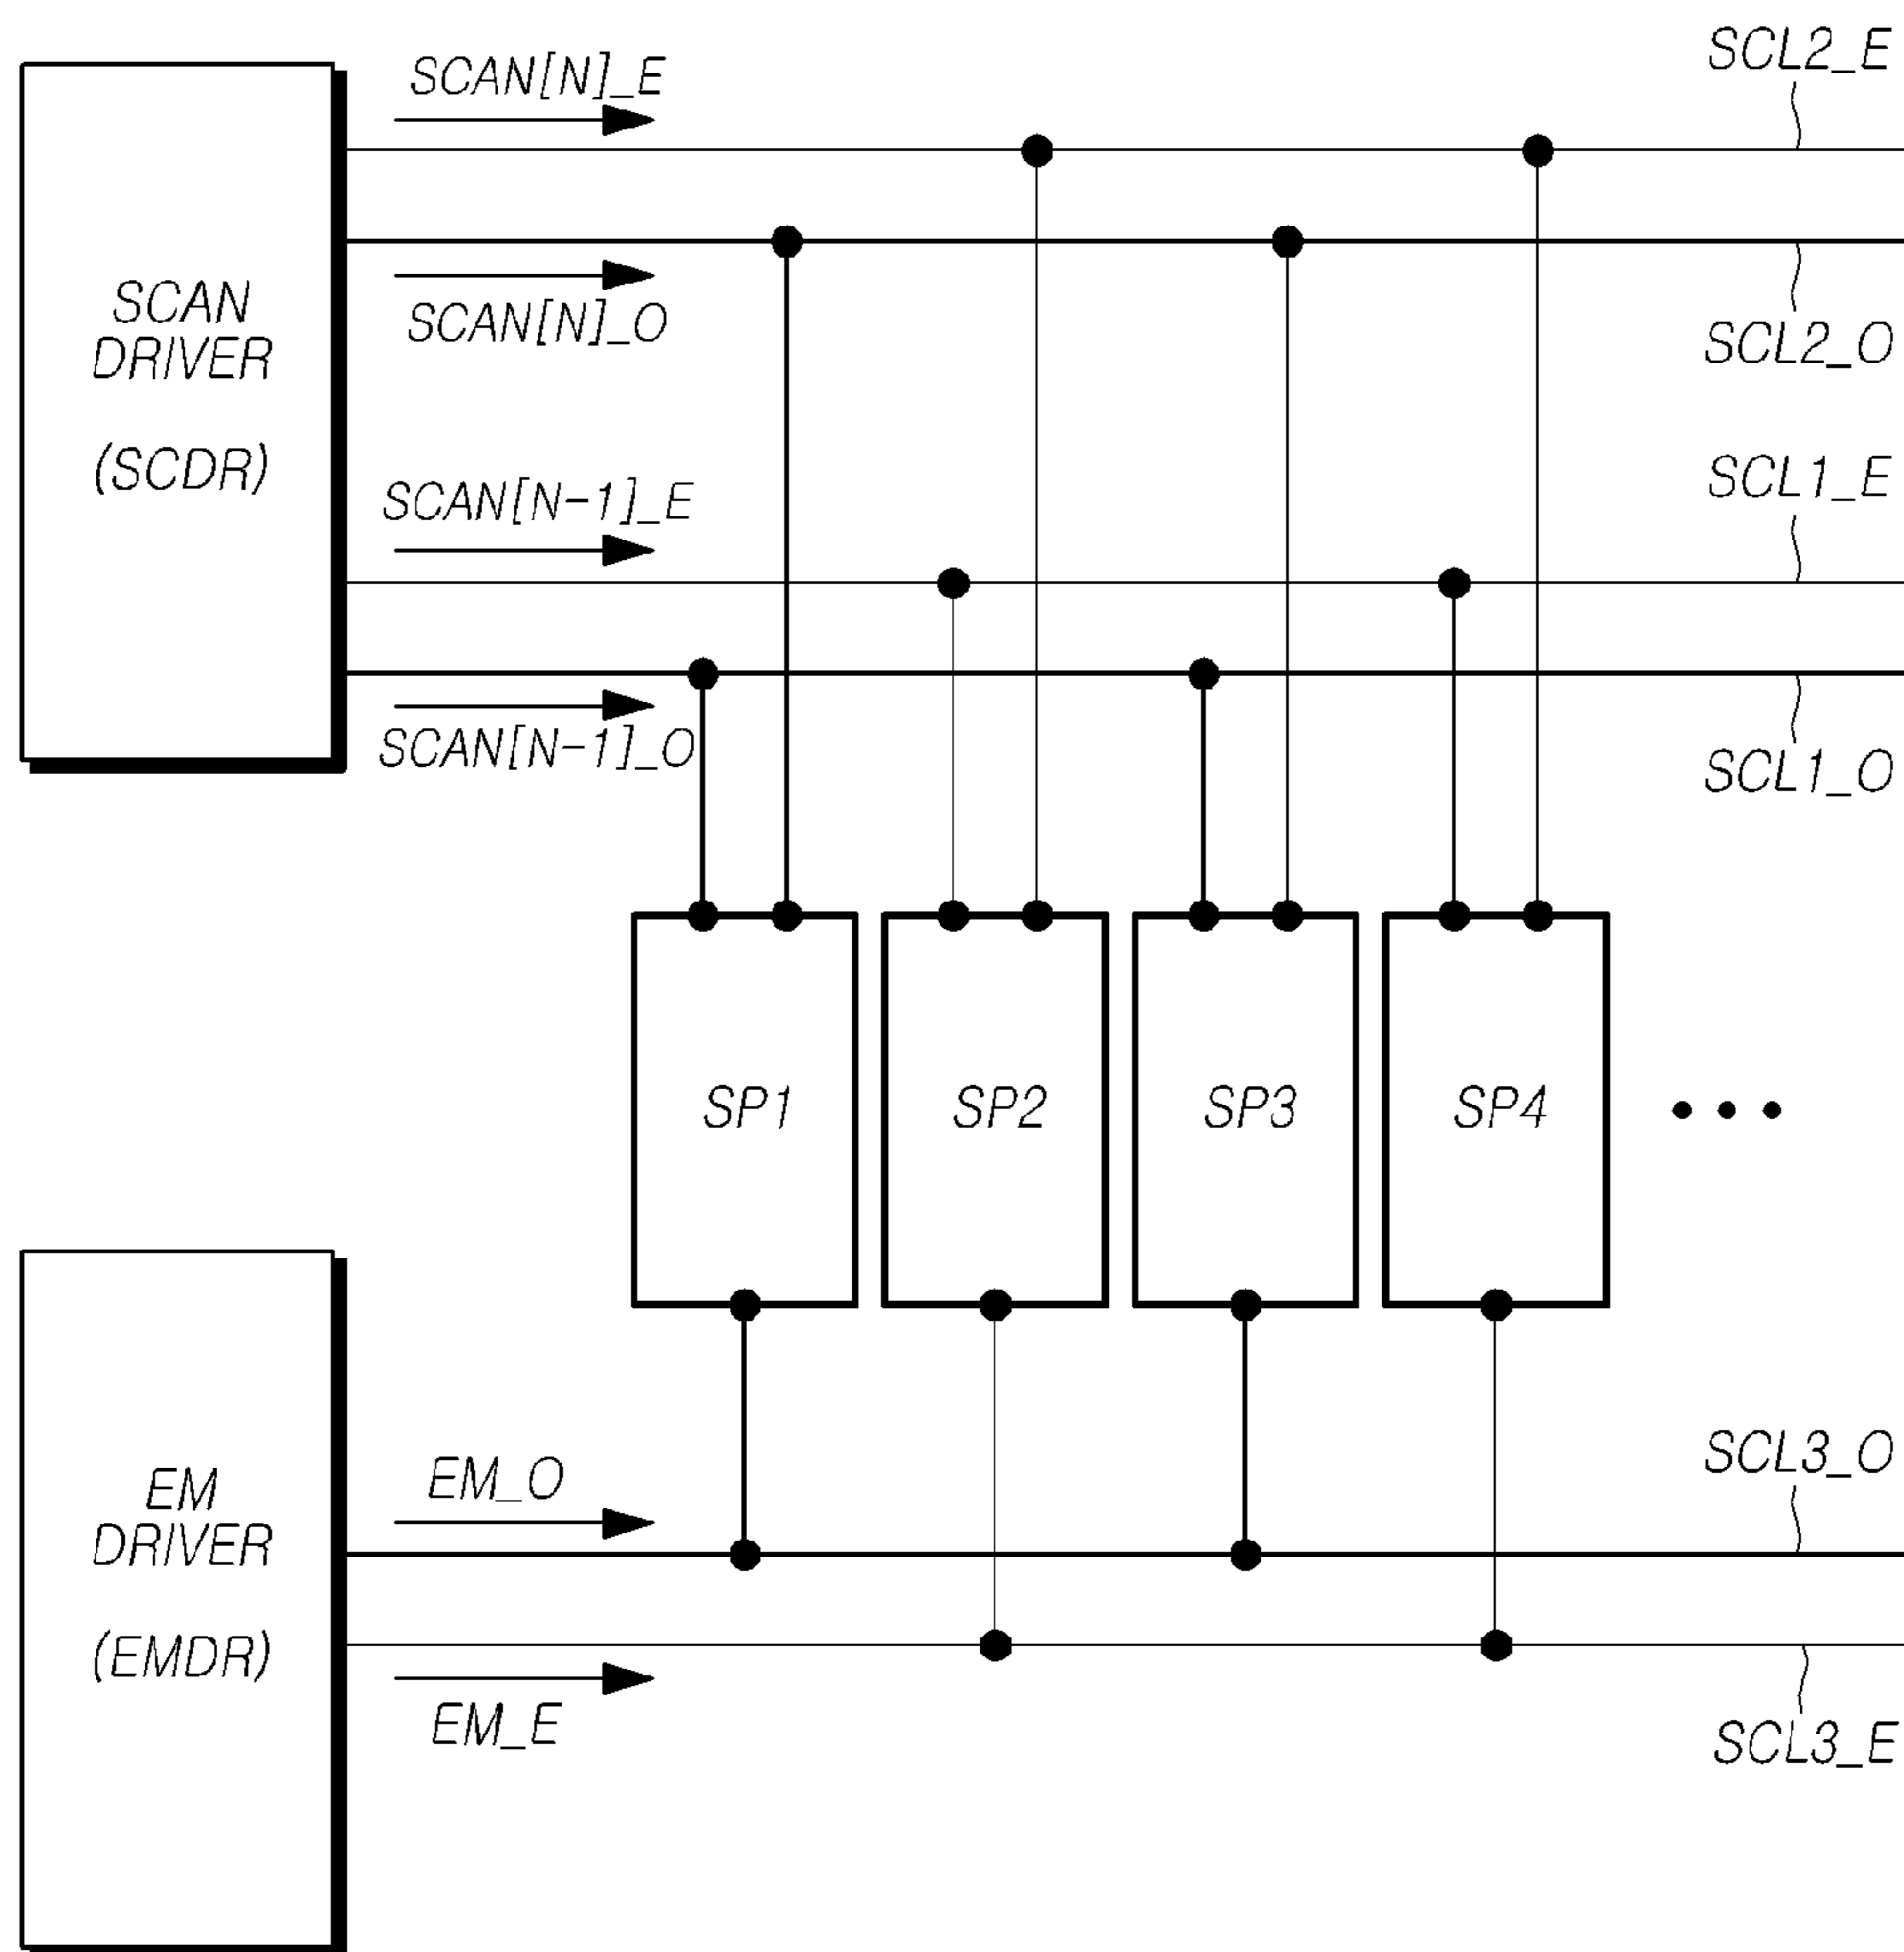 SCAN[N]_E
SCL2_E
SCAN
DRIVER
(SCDR)
SCAN[N]_O
SCL2_O
SCAN[N-1]_E
SCL1_E
SCAN[N-1]_O
SCL1_O
SP1
SP2
SP3
SP4
• • •
EM
DRIVER
(EMDR)
EM_O
SCL3_O
EM_E
SCL3_E